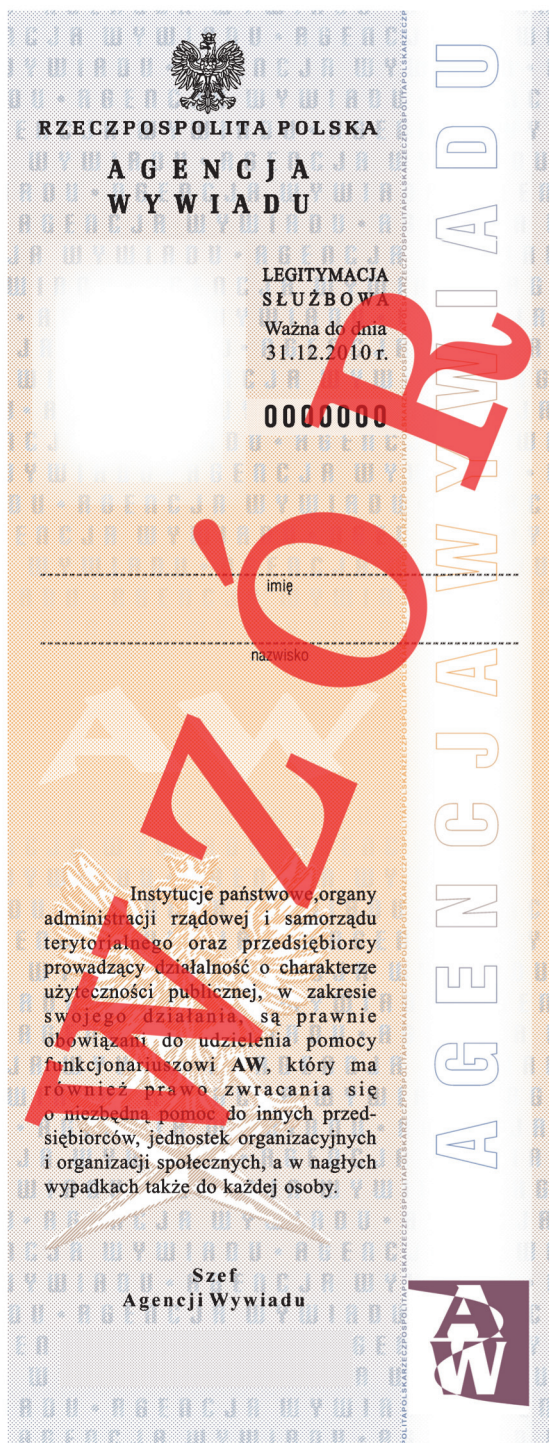 RZECZPOSPOLITA POLSKA
AGENCJA
WYWIADU
LEGITYMACJA
SŁUŻBOWA
Ważna do dnia
31.12.2010 r.
0000000
imię
nazwisko
AW
Instytucje państwowe,organy
administracji rządowej i samorządu
terytorialnego oraz przedsiębiorcy
prowadzący działalność o charakterze
użyteczności publicznej, w zakresie
swojego działania, są prawnie
obowiązani do udzielenia pomocy
funkcjonariuszowi AW, który ma
również prawo zwracania się
o niezbędną pomoc do innych przed-
siębiorców, jednostek organizacyjnych
i organizacji społecznych, a w nagłych
wypadkach także do każdej osoby.
Szef
Agencji Wywiadu
WZÓR
AGENCJA WYWIADU
AW